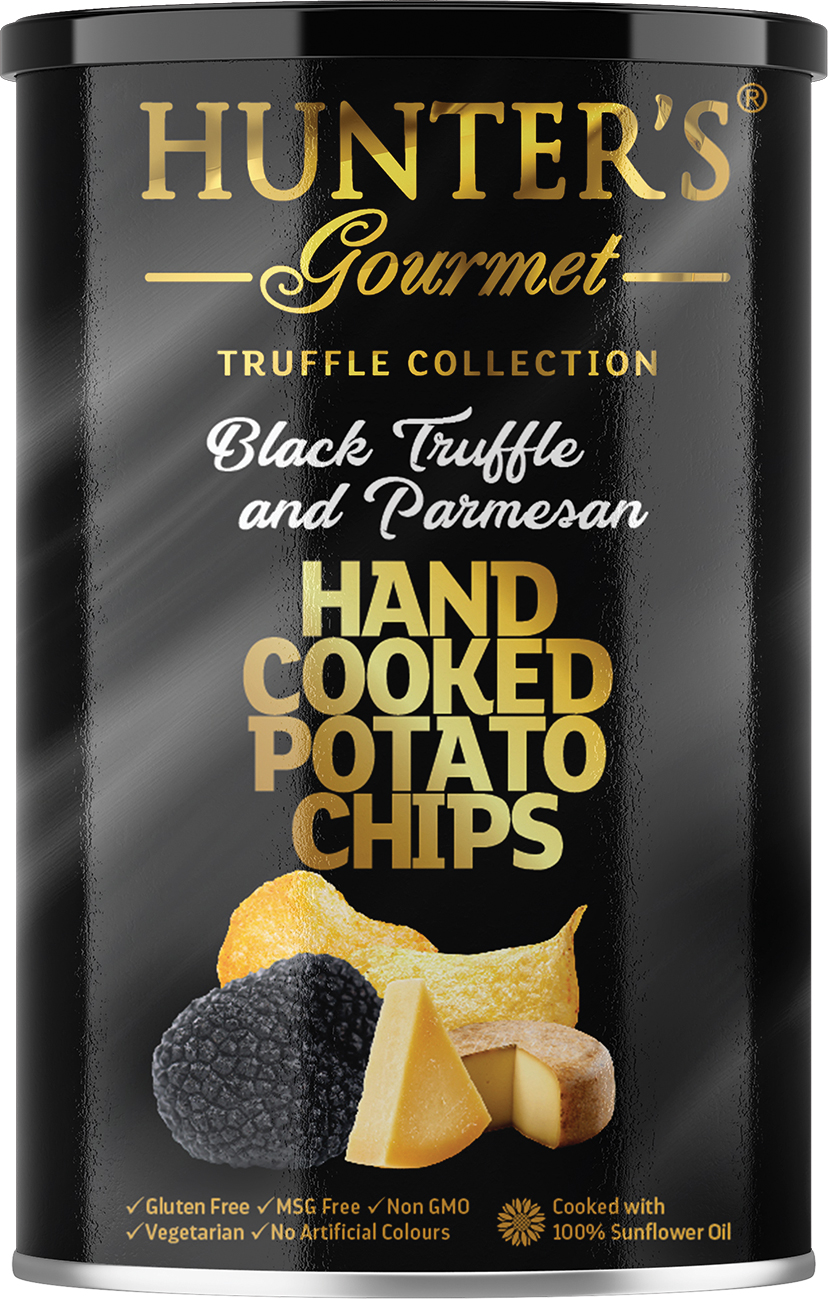 HUNTER'S®
Gourmet
TRUFFLE COLLECTION
Black Truffle
and Parmesan
HAND
COOKED
POTATO
CHIPS
✓Gluten Free ✓MSG Free ✓Non GMO
✓Vegetarian ✓No Artificial Colours
Cooked with
100% Sunflower Oil